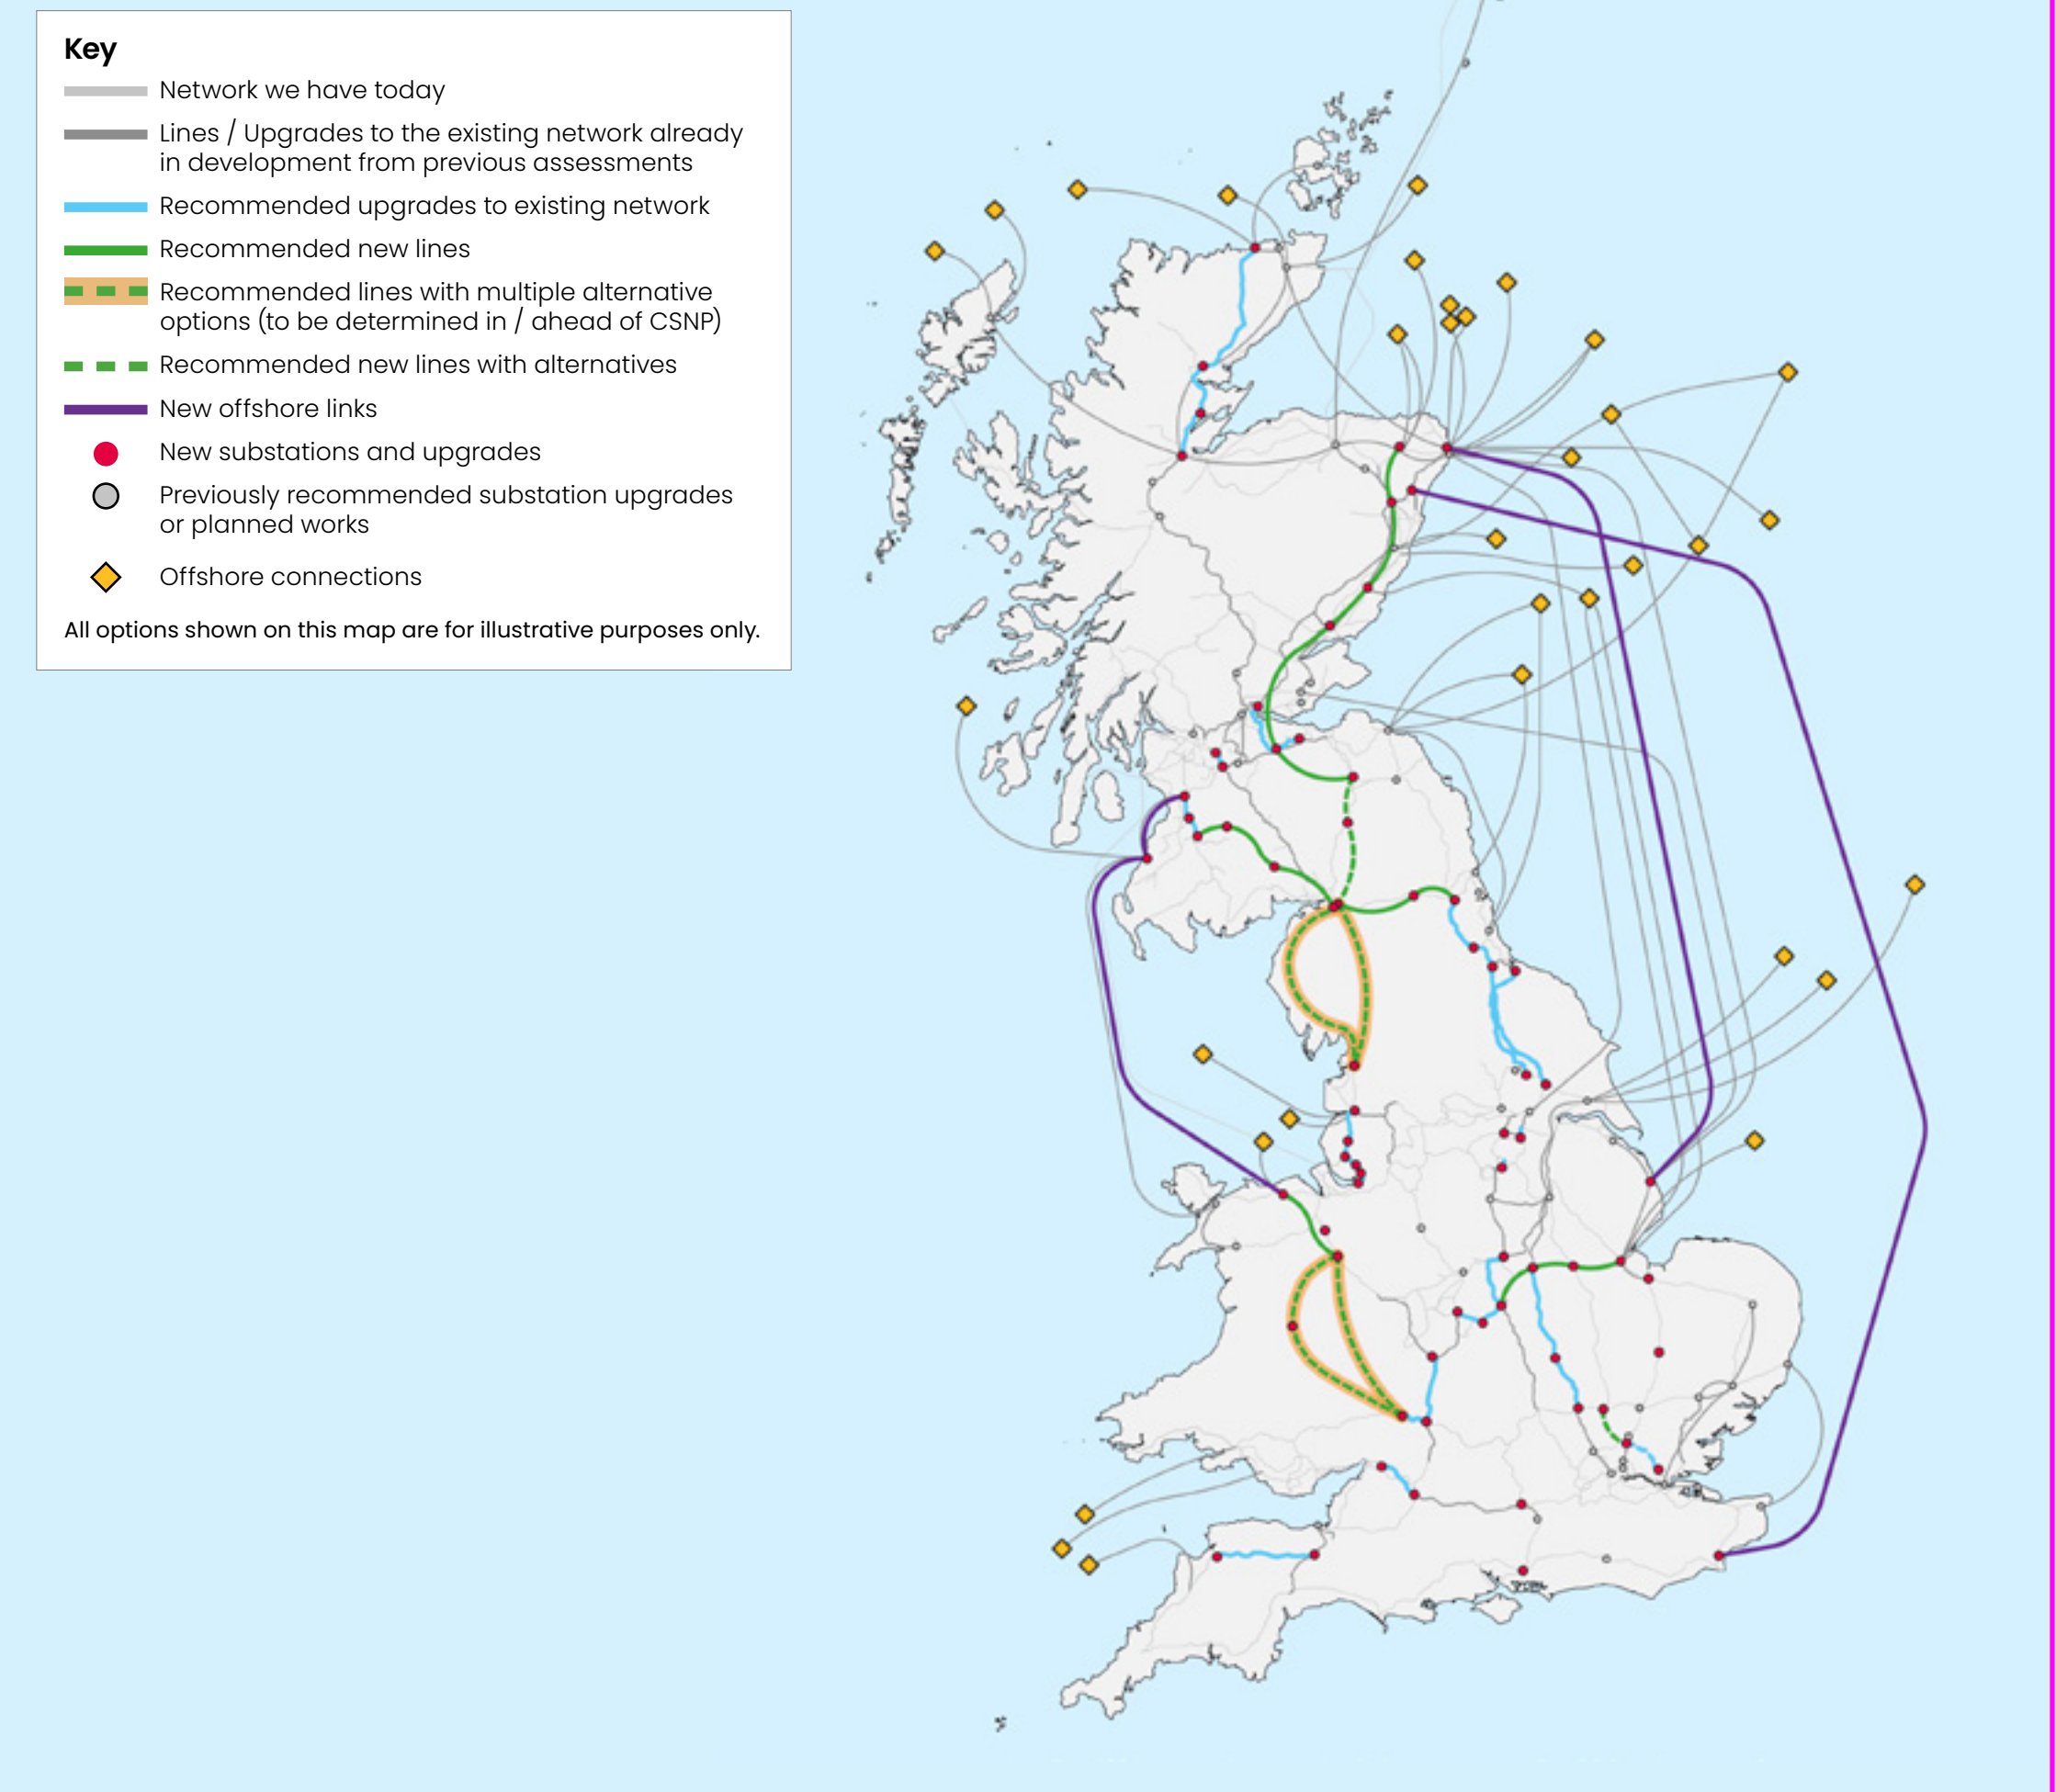 Key
Network we have today
Lines / Upgrades to the existing network already
in development from previous assessments
Recommended upgrades to existing network
Recommended new lines
Recommended lines with multiple alternative
options (to be determined in / ahead of CSNP)
Recommended new lines with alternatives
New offshore links
New substations and upgrades
Previously recommended substation upgrades
or planned works
Offshore connections
All options shown on this map are for illustrative purposes only.